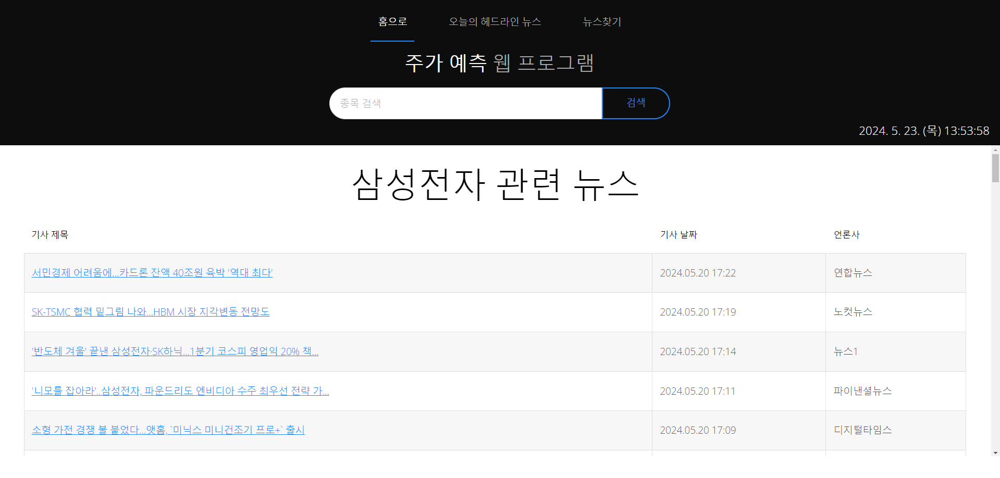 홈으로 오늘의 헤드라인 뉴스 뉴스찾기
주가 예측 웹 프로그램
종목 검색 검색
2024. 5. 23. (목) 13:53:58
삼성전자 관련 뉴스
기사 제목 기사 날짜 언론사
서민경제 어려움에...카드론 잔액 40조원 육박 '역대 최다' 2024.05.20 17:22 연합뉴스
SK-TSMC 협력 밑그림 나와...HBM 시장 지각변동 전망도 2024.05.20 17:19 노컷뉴스
'반도체 겨울' 끝낸 삼성전자·SK하닉...1분기 코스피 영업익 20% 책... 2024.05.20 17:14 뉴스1
'니모를 잡아라'..삼성전자, 파운드리도 엔비디아 수주 최우선 전략 가... 2024.05.20 17:11 파이낸셜뉴스
소형 가전 경쟁 불 붙었다...앳홈, `미닉스 미니건조기 프로+` 출시 2024.05.20 17:09 디지털타임스